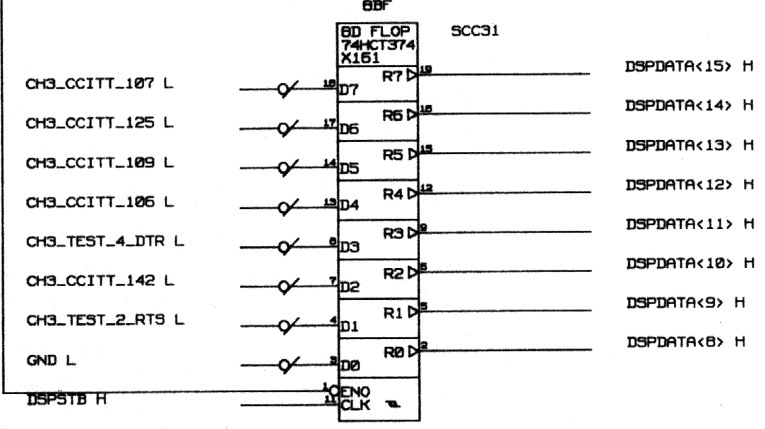 8BF
8D FLOP SCC31
74HCT374
X161
R7 19 DSPDATA<15> H
CH3_CCITT_107 L 18 D7
R6 16 DSPDATA<14> H
CH3_CCITT_125 L 17 D6
R5 15 DSPDATA<13> H
CH3_CCITT_109 L 14 D5
R4 12 DSPDATA<12> H
CH3_CCITT_106 L 13 D4
R3 9 DSPDATA<11> H
CH3_TEST_4_DTR L 8 D3
R2 6 DSPDATA<10> H
CH3_CCITT_142 L 7 D2
R1 5 DSPDATA<9> H
CH3_TEST_2_RTS L 4 D1
R0 2 DSPDATA<8> H
GND L 3 D0
1 ENO
DSPSTB H 11 CLK